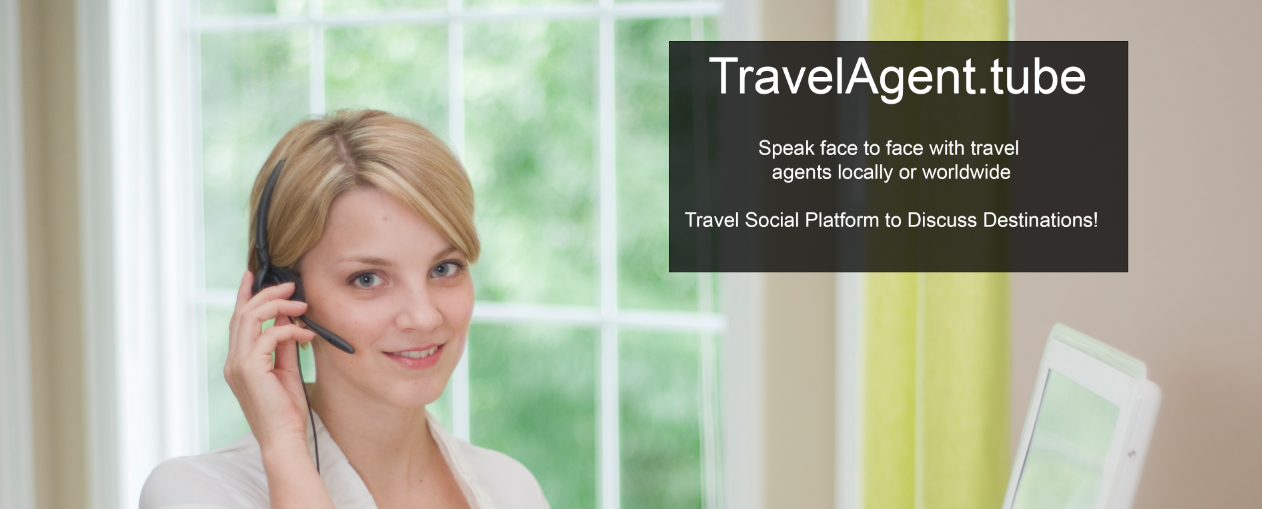 TravelAgent.tube
Speak face to face with travel
agents locally or worldwide
Travel Social Platform to Discuss Destinations!